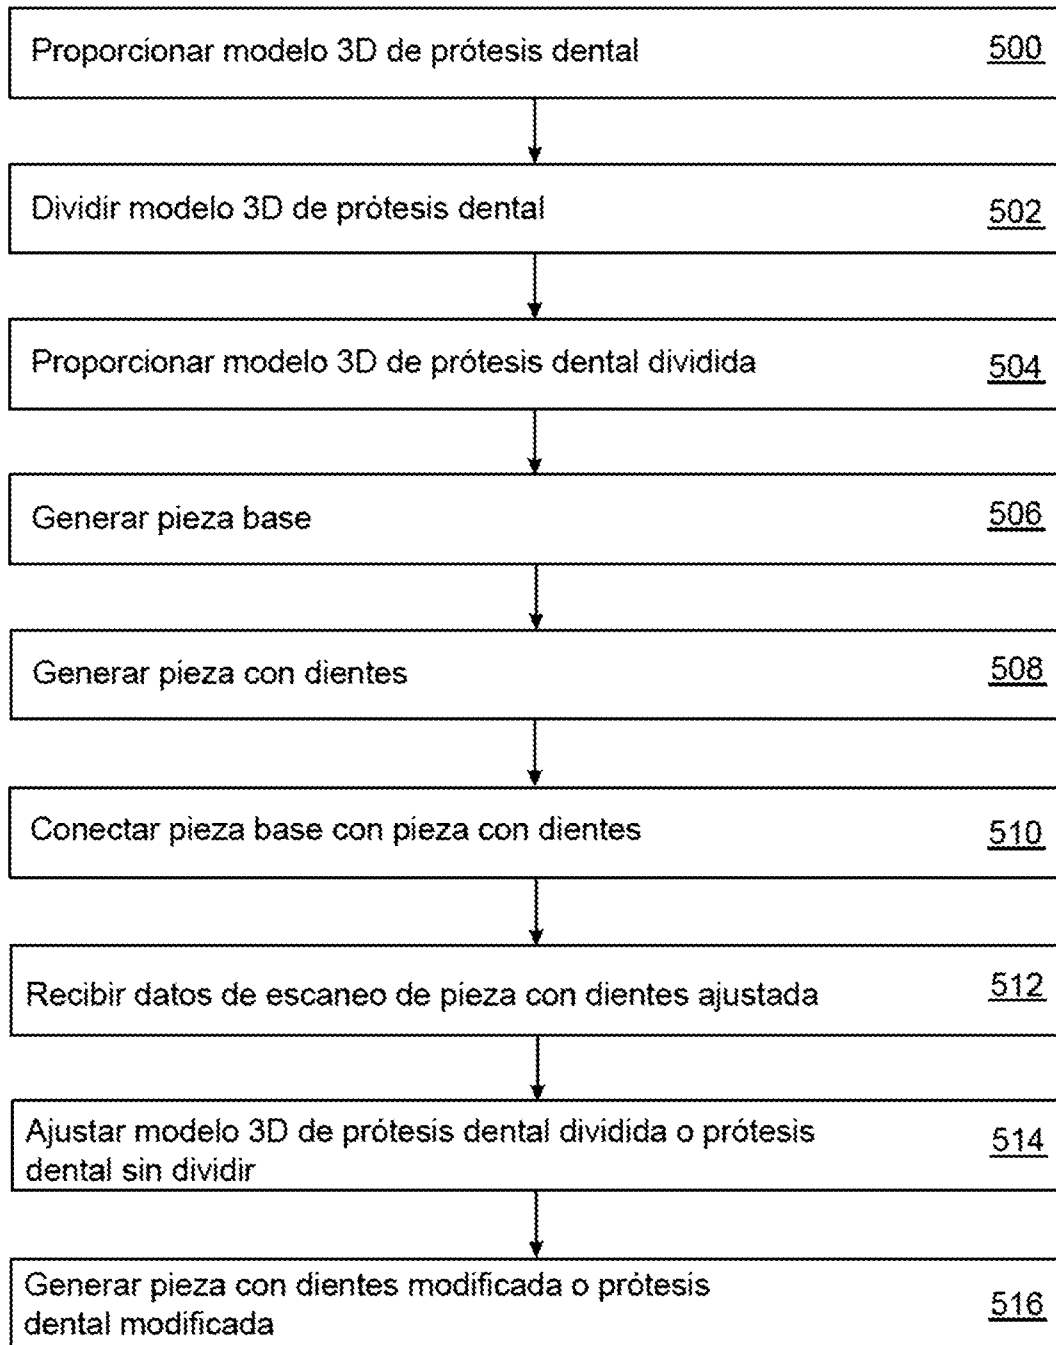 Proporcionar modelo 3D de prótesis dental 500
Dividir modelo 3D de prótesis dental 502
Proporcionar modelo 3D de prótesis dental dividida 504
Generar pieza base 506
Generar pieza con dientes 508
Conectar pieza base con pieza con dientes 510
Recibir datos de escaneo de pieza con dientes ajustada 512
Ajustar modelo 3D de prótesis dental dividida o prótesis
dental sin dividir 514
Generar pieza con dientes modificada o prótesis
dental modificada 516